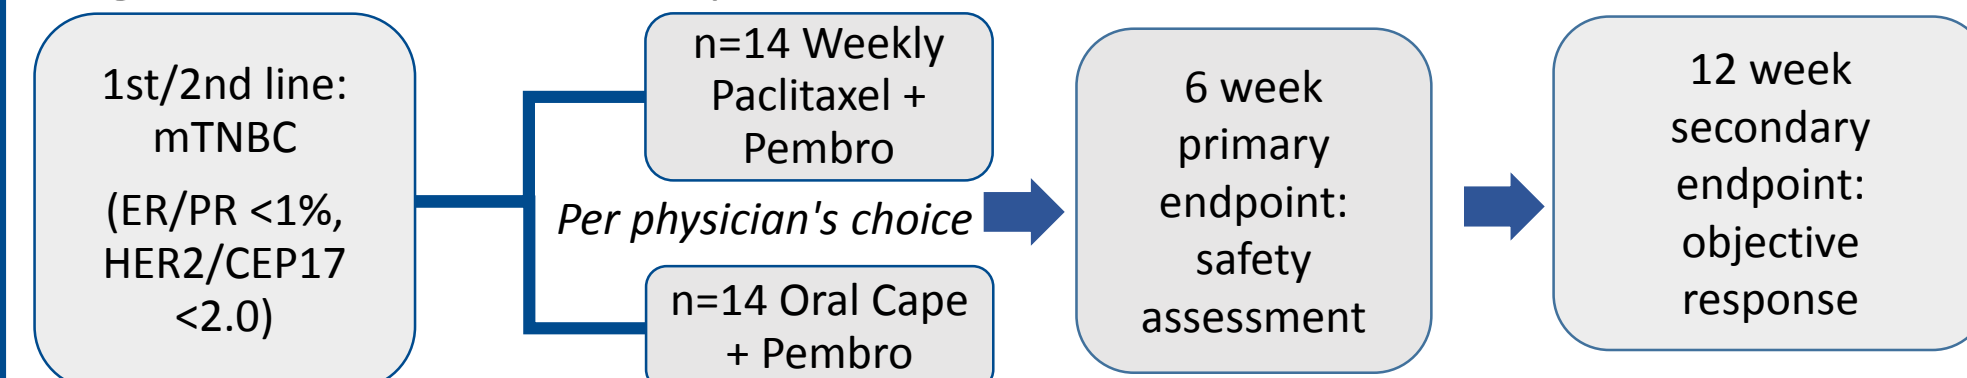 1st/2nd line:
mTNBC
(ER/PR <1%,
HER2/CEP17
<2.0)
n=14 Weekly
Paclitaxel +
Pembro
Per physician's choice
n=14 Oral Cape
+ Pembro
6 week
primary
endpoint:
safety
assessment
12 week
secondary
endpoint:
objective
response